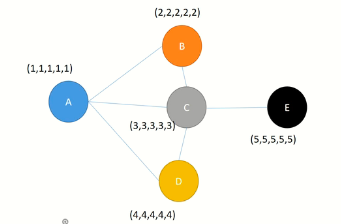 (2,2,2,2,2)
B
(1,1,1,1,1)
A
C
E
(3,3,3,3,3)
(5,5,5,5,5)
D
(4,4,4,4,4)